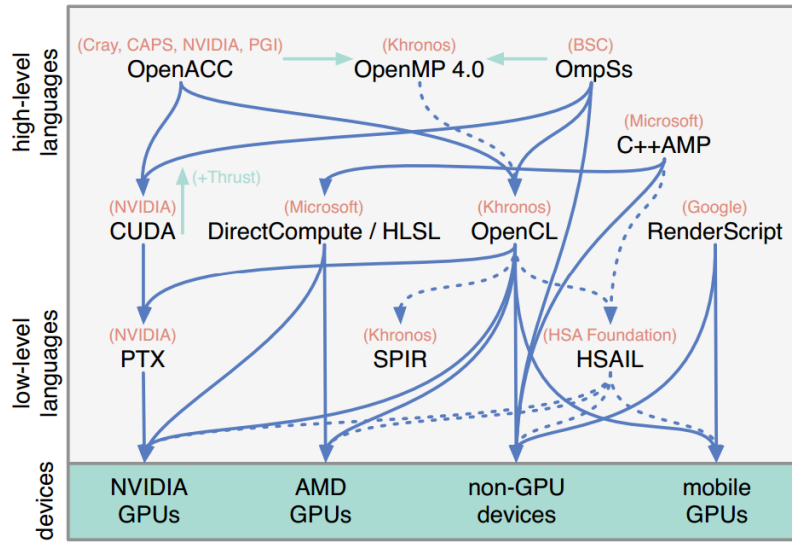 (Cray, CAPS, NVIDIA, PGI)
OpenACC
(Khronos)
OpenMP 4.0
(BSC)
OmpSs
high-level
languages
(Microsoft)
C++AMP
(+Thrust)
(NVIDIA)
CUDA
(Microsoft)
DirectCompute / HLSL
(Khronos)
OpenCL
(Google)
RenderScript
low-level
languages
(NVIDIA)
PTX
(Khronos)
SPIR
(HSA Foundation)
HSAIL
devices
NVIDIA
GPUs
AMD
GPUs
non-GPU
devices
mobile
GPUs